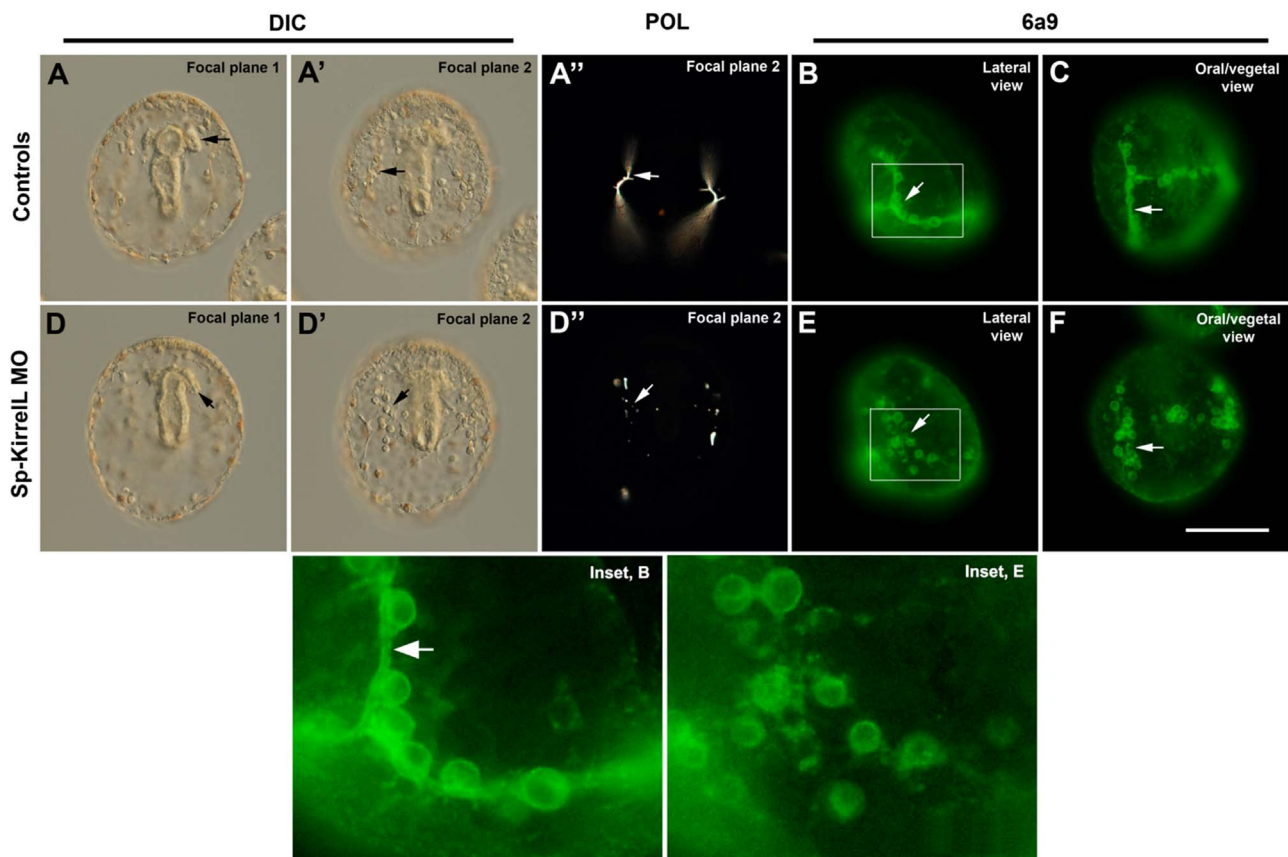 DIC POL 6a9
Controls
A Focal plane 1
A’ Focal plane 2
A’’ Focal plane 2
B Lateral
view
C Oral/vegetal
view
Sp-KirrelL MO
D Focal plane 1
D’ Focal plane 2
D’’ Focal plane 2
E Lateral
view
F Oral/vegetal
view
Inset, B
Inset, E